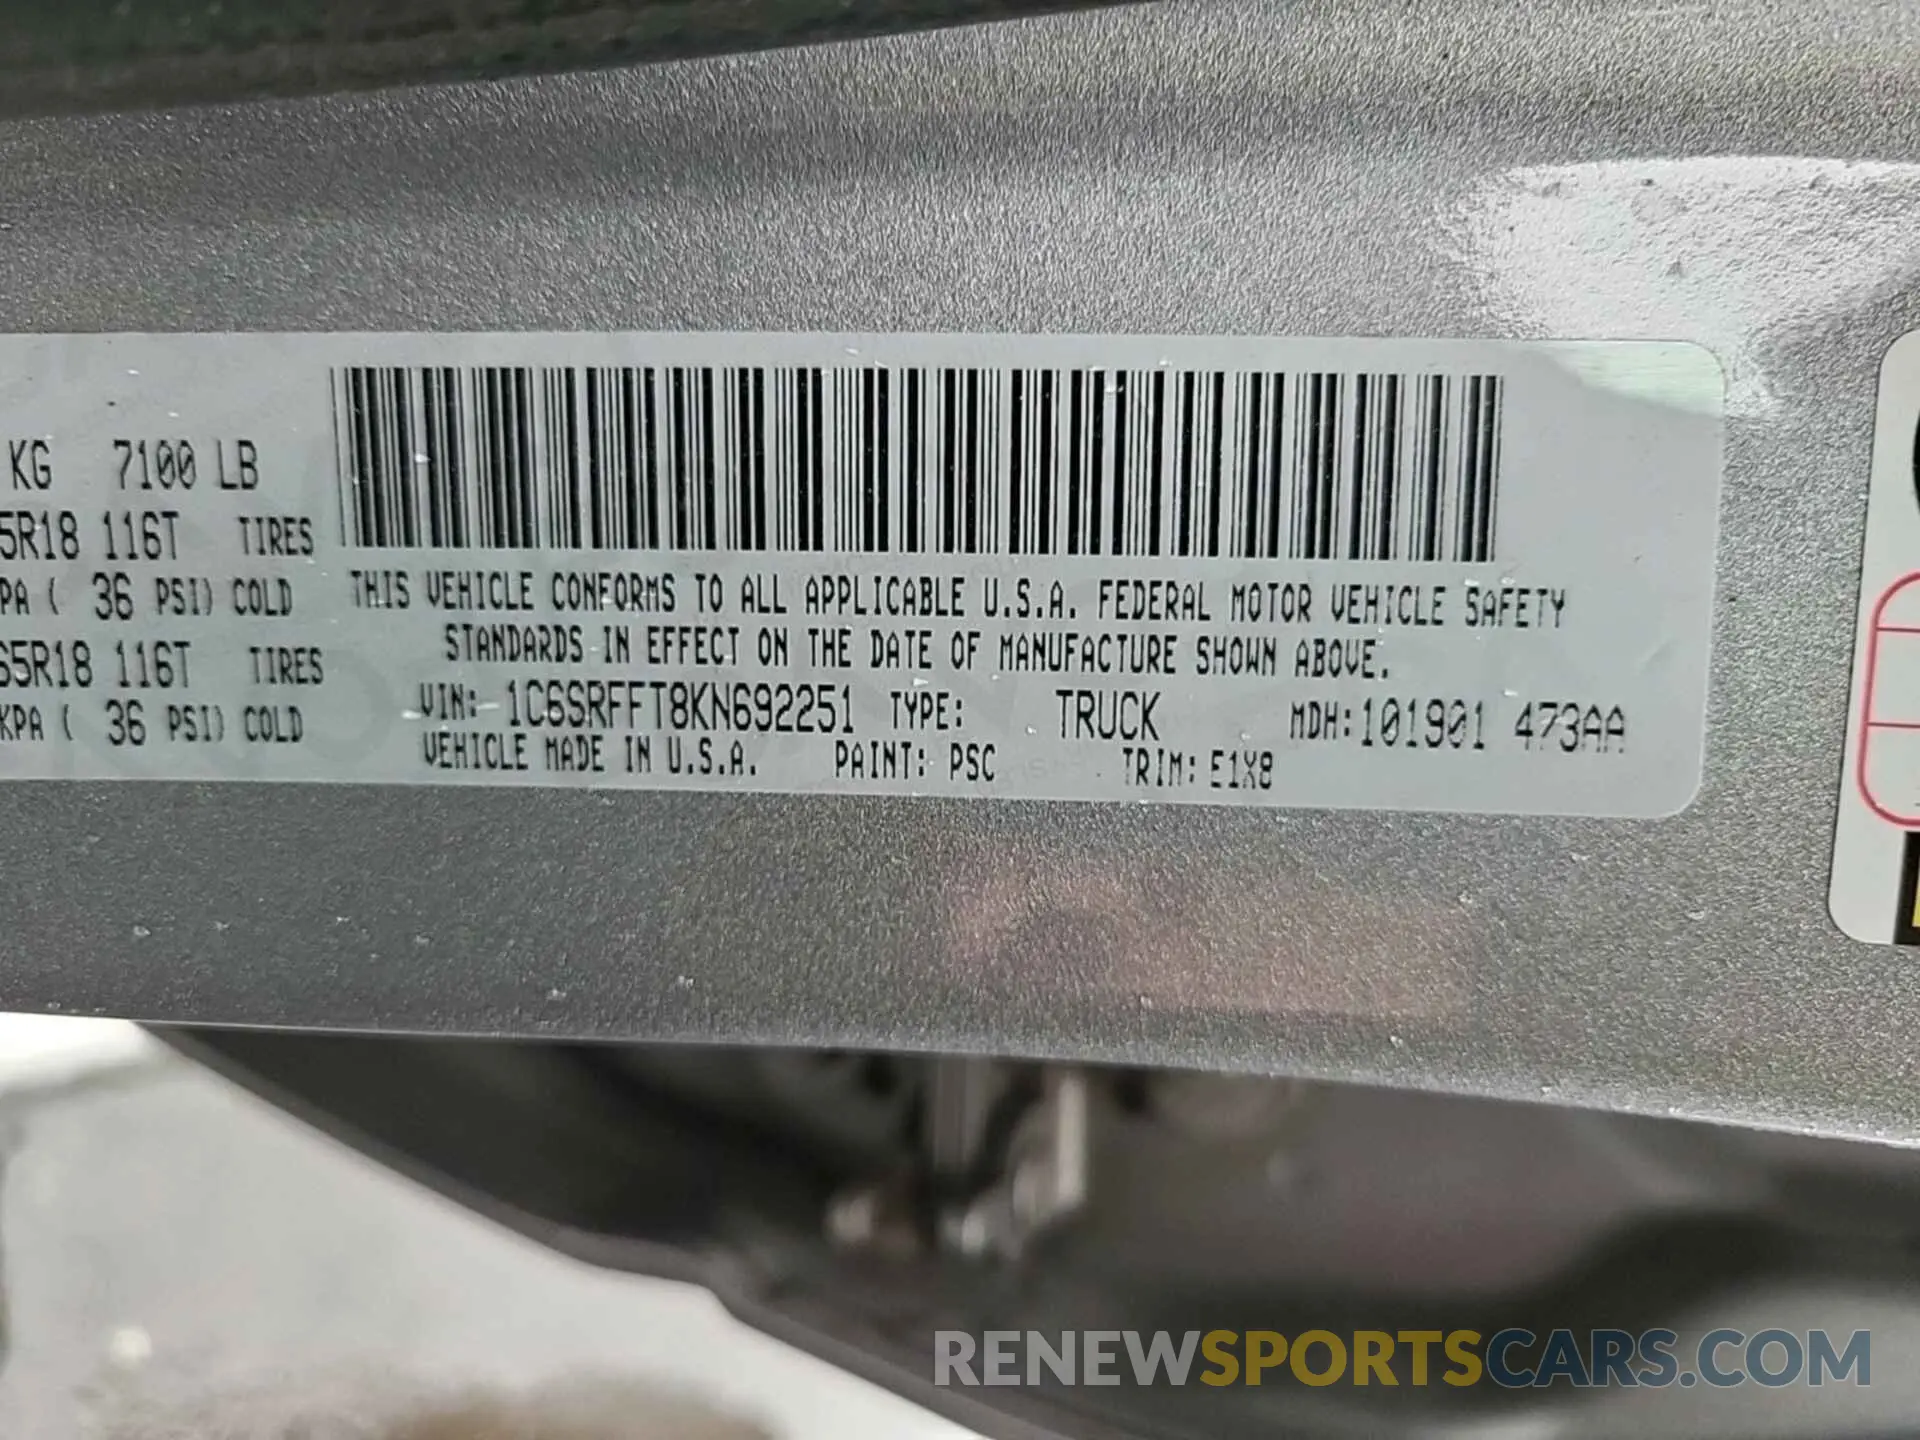 KG 7100 LB
5R18 116T TIRES
PA ( 36 PSI) COLD
65R18 116T TIRES
KPA ( 36 PSI) COLD
THIS VEHICLE CONFORMS TO ALL APPLICABLE U.S.A. FEDERAL MOTOR VEHICLE SAFETY
STANDARDS IN EFFECT ON THE DATE OF MANUFACTURE SHOWN ABOVE.
VIN: 1C6SRFFT8KN692251 TYPE: TRUCK MDH:101901 473AA
VEHICLE MADE IN U.S.A. PAINT: PSC TRIM: E1X8
RENEWSPORTSCARS.COM